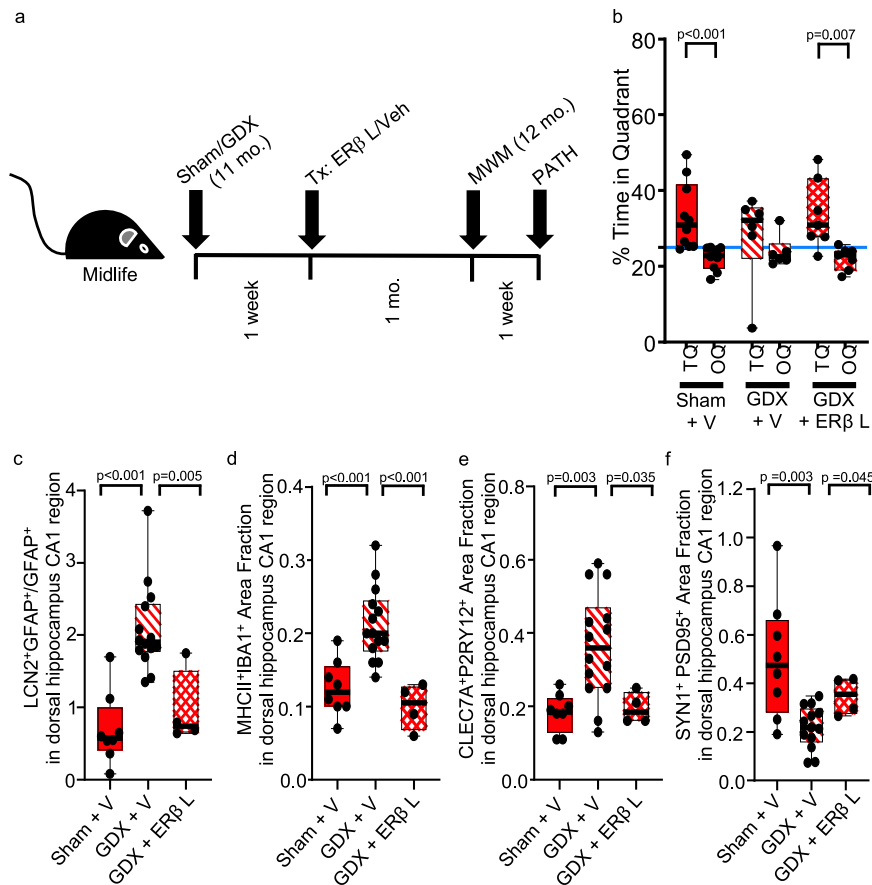 a
Sham/GDX
(11 mo.)
Tx: ERβ L/Veh
MWM (12 mo.)
PATH
Midlife
1 week
1 mo.
1 week
b
p<0.001
p=0.007
% Time in Quadrant
80
60
40
20
0
TQ
OQ
TQ
OQ
TQ
OQ
Sham
+ V
GDX
+ V
GDX
+ ERβ L
c
p<0.001
p=0.005
LCN2⁺GFAP⁺/GFAP⁺
in dorsal hippocampus CA1 region
4
3
2
1
0
Sham + V
GDX + V
GDX + ERβ L
d
p<0.001
p<0.001
MHCII⁺IBA1⁺ Area Fraction
in dorsal hippocampus CA1 region
0.4
0.3
0.2
0.1
0.0
Sham + V
GDX + V
GDX + ERβ L
e
p=0.003
p=0.035
CLEC7A⁺P2RY12⁺ Area Fraction
in dorsal hippocampus CA1 region
0.8
0.6
0.4
0.2
0.0
Sham + V
GDX + V
GDX + ERβ L
f
p =0.003
p =0.045
SYN1⁺ PSD95⁺ Area Fraction
in dorsal hippocampus CA1 region
1.2
1.0
0.8
0.6
0.4
0.2
0.0
Sham + V
GDX + V
GDX + ERβ L